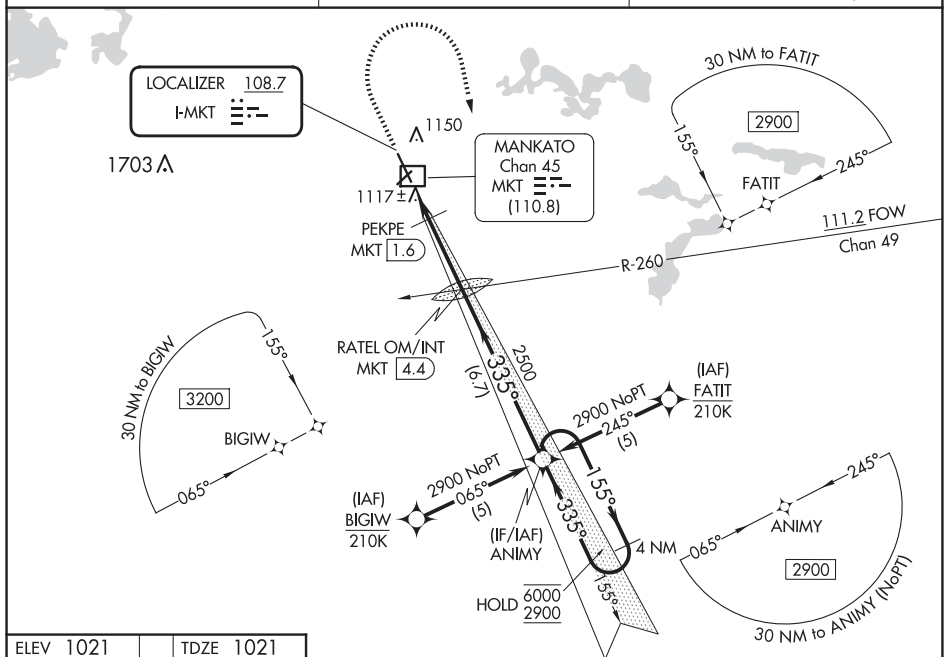 LOCALIZER 108.7
I-MKT
1703
1150
MANKATO
Chan 45
MKT
(110.8)
1117±
PEKPE
MKT 1.6
30 NM to FATIT
2900
155°
245°
FATIT
111.2 FOW
Chan 49
R-260
RATEL OM/INT
MKT 4.4
2500
335°
(6.7)
30 NM to BIGIW
155°
3200
BIGIW
065°
(IAF)
FATIT
210K
2900 NoPT
245°
(5)
2900 NoPT
065°
(5)
(IAF)
BIGIW
210K
(IF/IAF)
ANIMY
155°
335°
4 NM
HOLD 6000
2900
155°
245°
ANIMY
065°
2900
30 NM to ANIMY (NoPT)
ELEV 1021
TDZE 1021